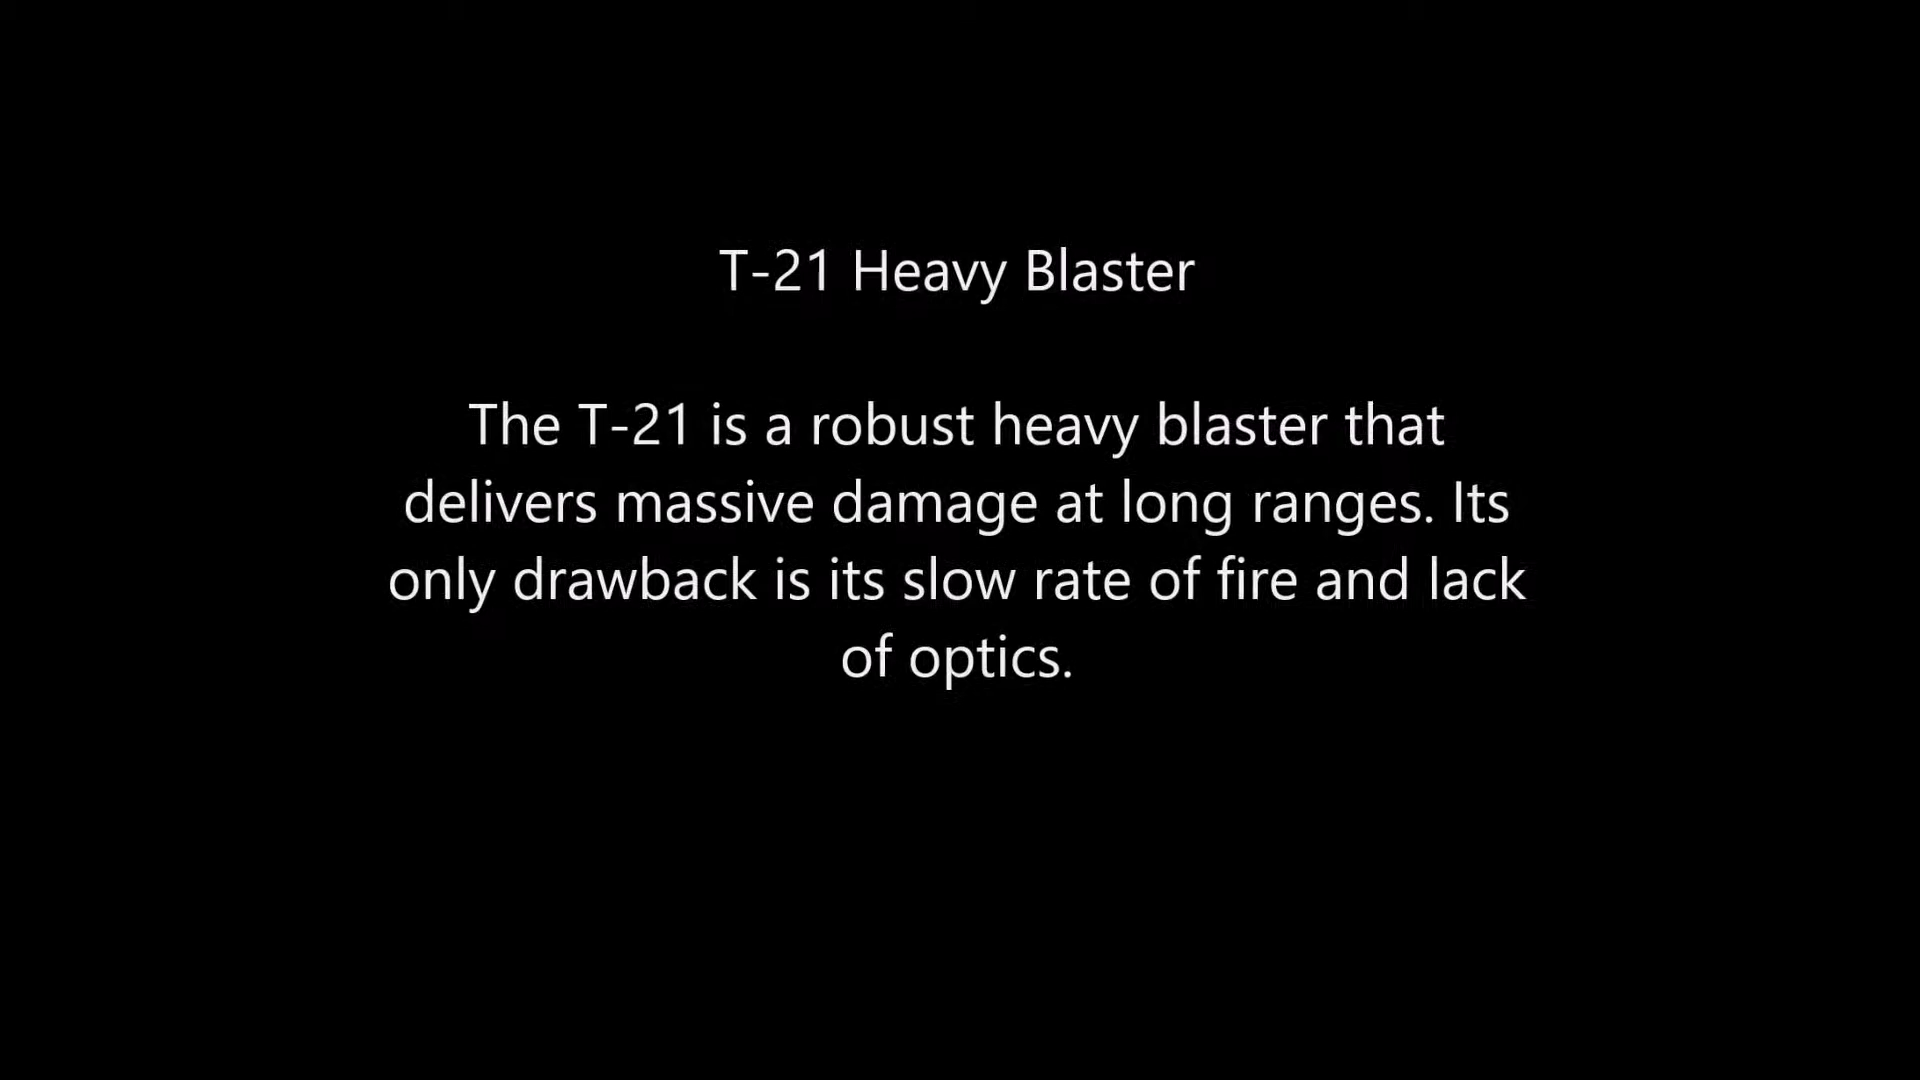 T-21 Heavy Blaster
The T-21 is a robust heavy blaster that
delivers massive damage at long ranges. Its
only drawback is its slow rate of fire and lack
of optics.